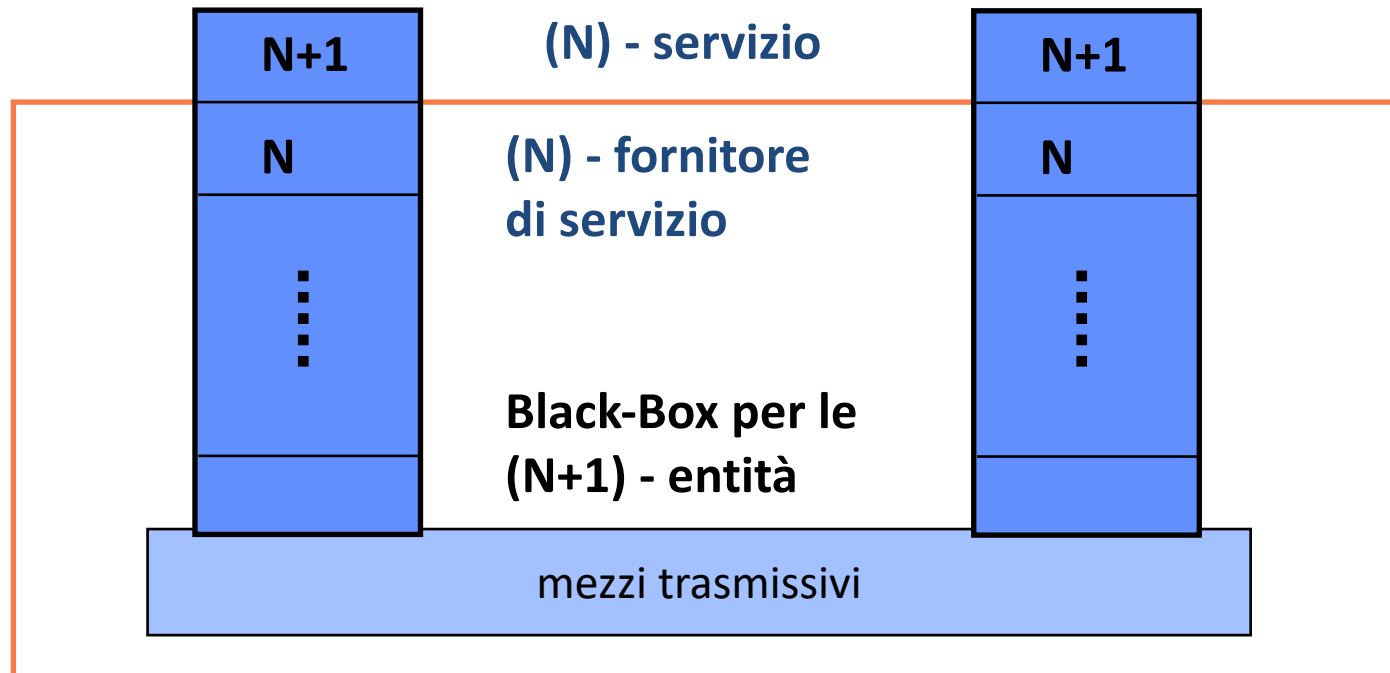 N+1
(N) - servizio
N+1
N
(N) - fornitore
di servizio
N
Black-Box per le
(N+1) - entità
mezzi trasmissivi